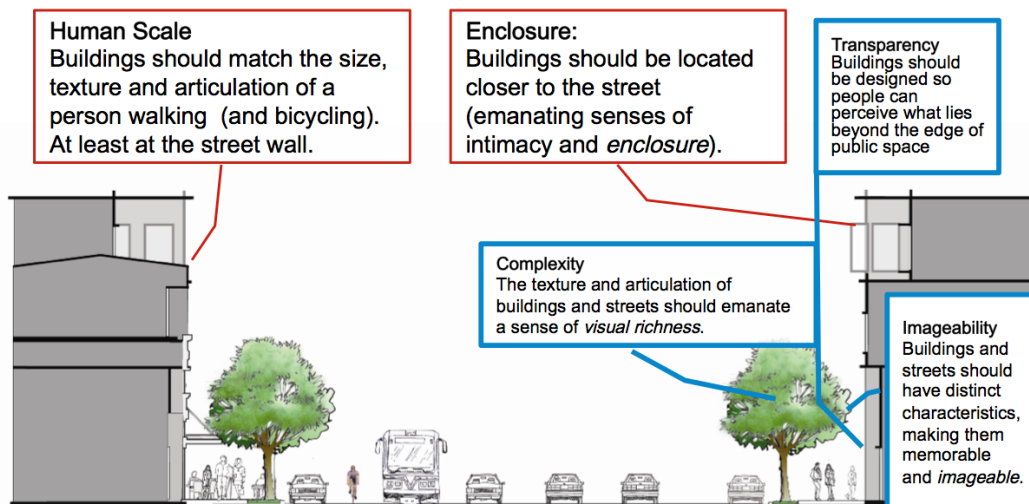 Human Scale
Buildings should match the size,
texture and articulation of a
person walking (and bicycling).
At least at the street wall.
Enclosure:
Buildings should be located
closer to the street
(emanating senses of
intimacy and enclosure).
Transparency
Buildings should
be designed so
people can
perceive what lies
beyond the edge of
public space
Complexity
The texture and articulation of
buildings and streets should emanate
a sense of visual richness.
Imageability
Buildings and
streets should
have distinct
characteristics,
making them
memorable
and imageable.